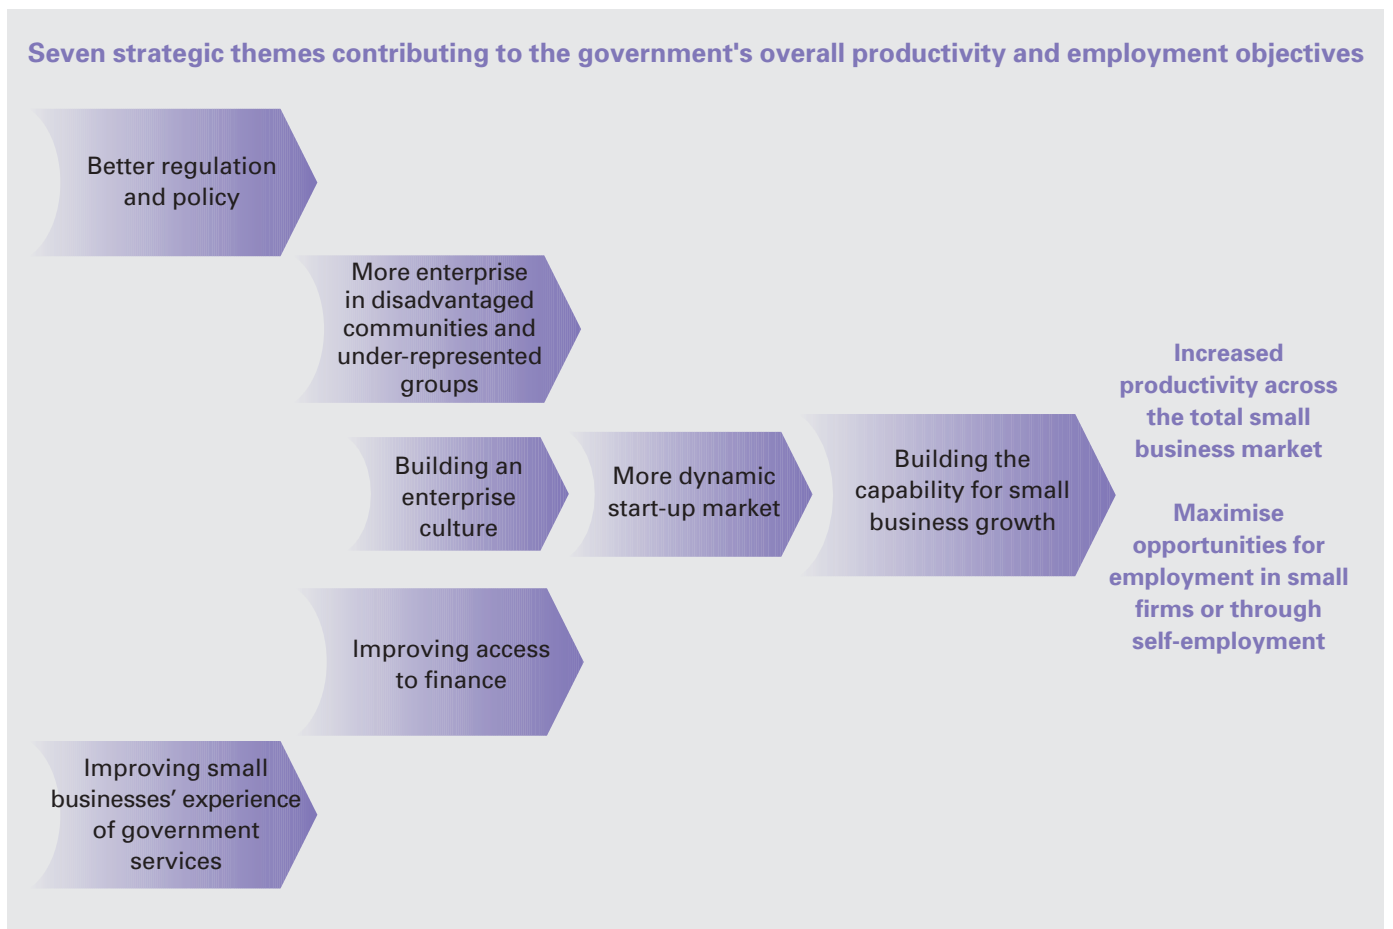 Seven strategic themes contributing to the government's overall productivity and employment objectives
Better regulation
and policy
More enterprise
in disadvantaged
communities and
under-represented
groups
Building an
enterprise
culture
More dynamic
start-up market
Building the
capability for small
business growth
Increased
productivity across
the total small
business market
Maximise
opportunities for
employment in small
firms or through
self-employment
Improving access
to finance
Improving small
businesses’ experience
of government
services